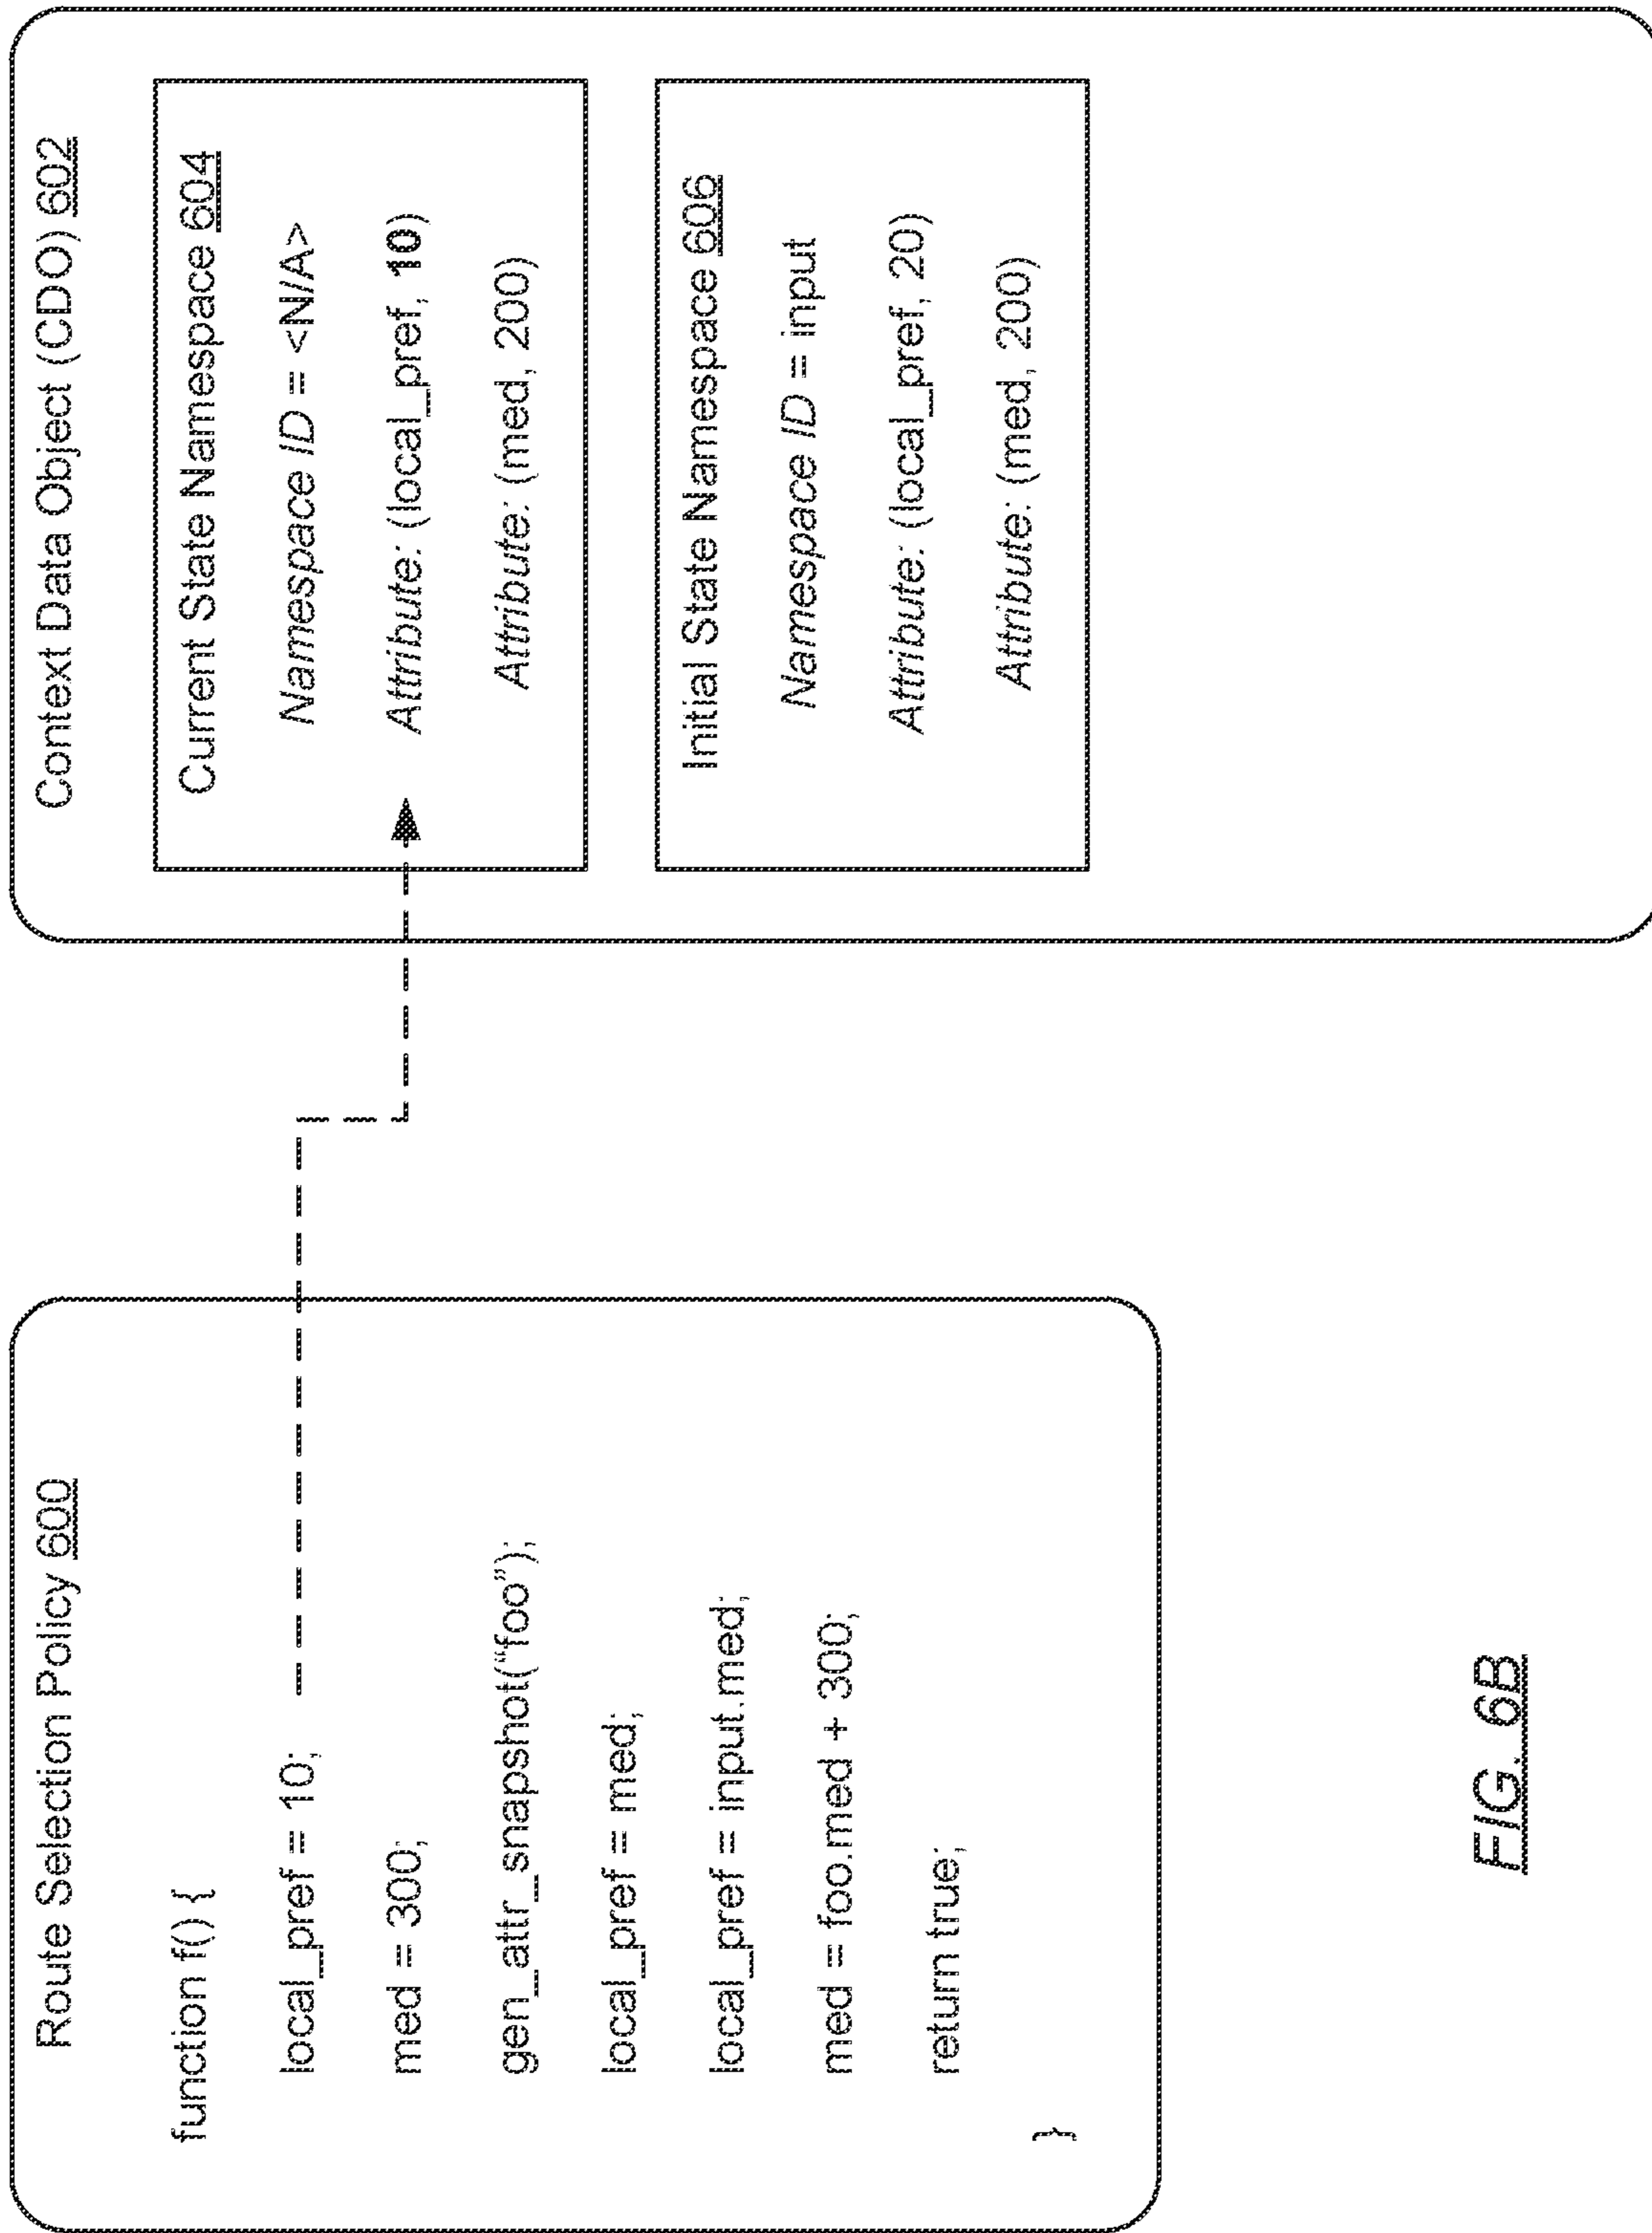 Route Selection Policy 600
function f() {
local_pref = 10;
med = 300;
gen_attr_snapshot(“foo”);
local_pref = med;
local_pref = input.med;
med = foo.med + 300;
return true;
}
Context Data Object (CDO) 602
Current State Namespace 604
Namespace ID = <N/A>
Attribute: (local_pref, 10)
Attribute: (med, 200)
Initial State Namespace 606
Namespace ID = input
Attribute: (local_pref, 20)
Attribute: (med, 200)
FIG. 6B